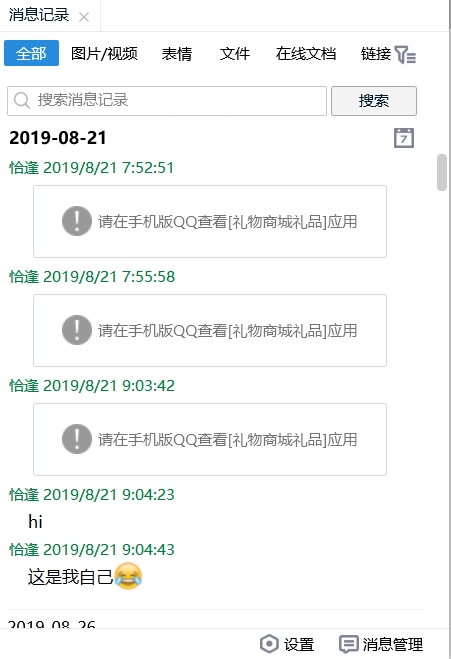 消息记录
全部 图片/视频 表情 文件 在线文档 链接
搜索消息记录 搜索
2019-08-21 7
恰逢 2019/8/21 7:52:51
请在手机版QQ查看[礼物商城礼品]应用
恰逢 2019/8/21 7:55:58
请在手机版QQ查看[礼物商城礼品]应用
恰逢 2019/8/21 9:03:42
请在手机版QQ查看[礼物商城礼品]应用
恰逢 2019/8/21 9:04:23
hi
恰逢 2019/8/21 9:04:43
这是我自己😂
2019-08-26
设置 消息管理